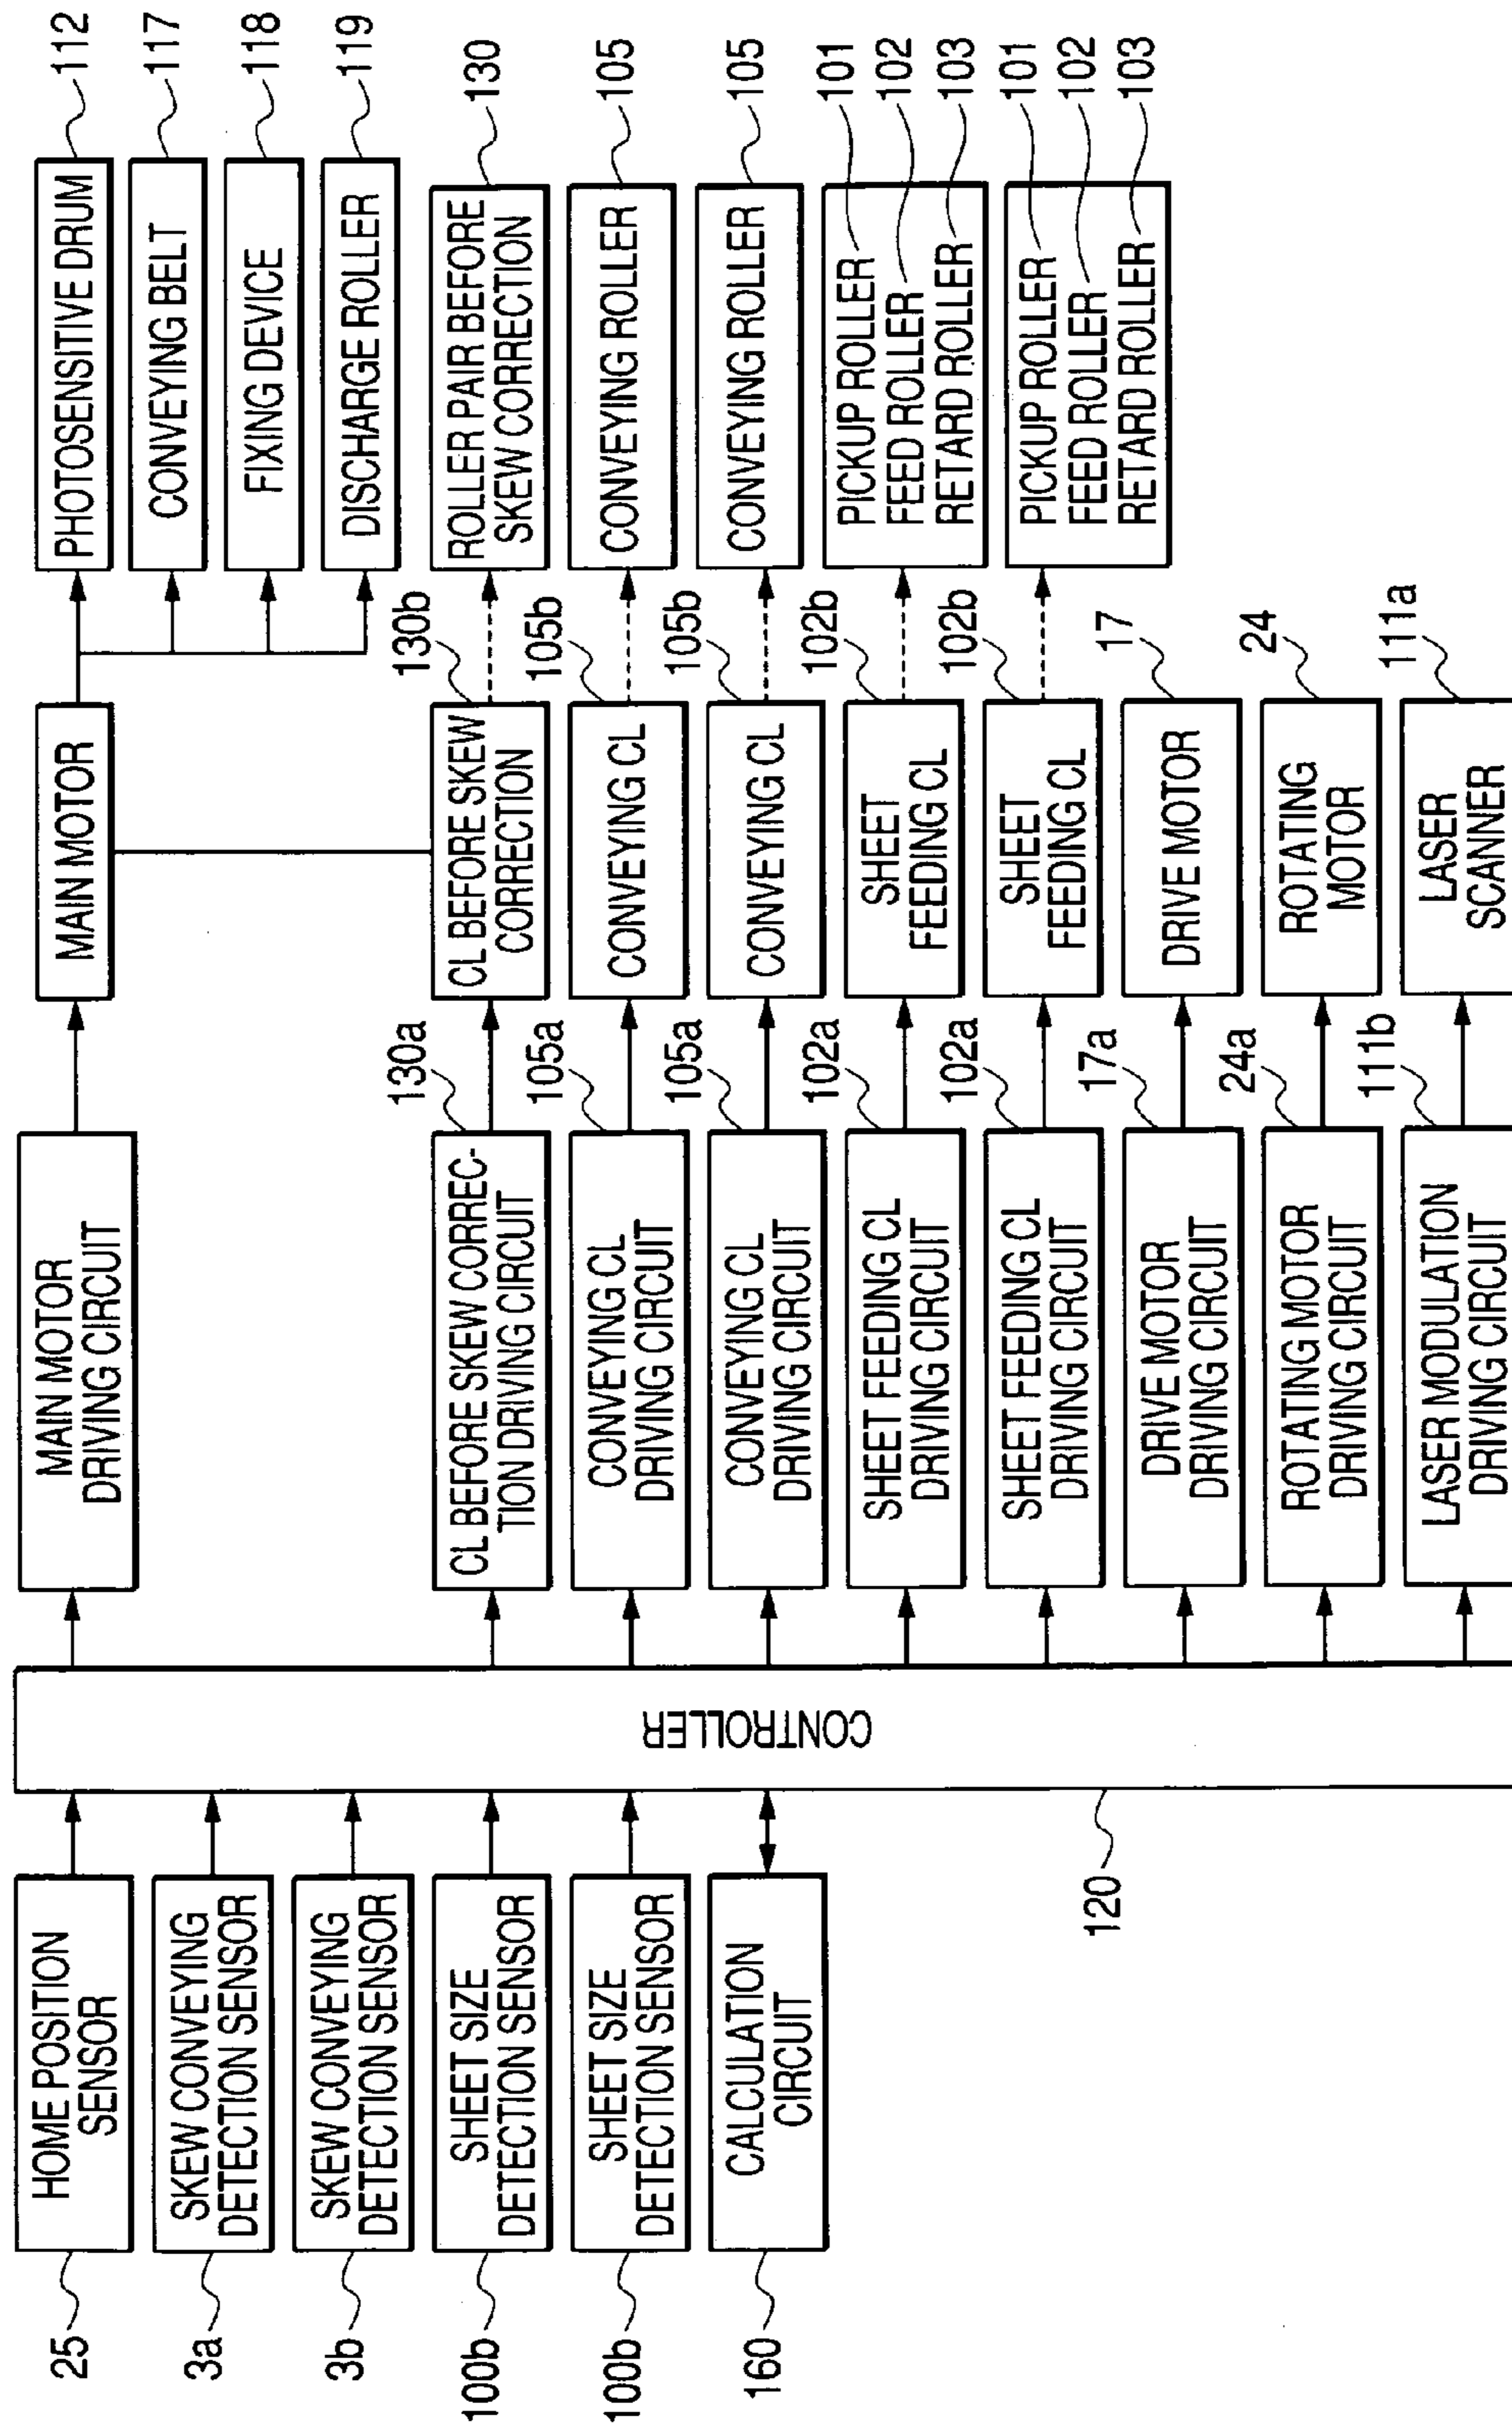 25
HOME POSITION
SENSOR
3a
SKEW CONVEYING
DETECTION SENSOR
3b
SKEW CONVEYING
DETECTION SENSOR
100b
SHEET SIZE
DETECTION SENSOR
100b
SHEET SIZE
DETECTION SENSOR
160
CALCULATION
CIRCUIT
CONTROLLER
120
MAIN MOTOR
DRIVING CIRCUIT
CL BEFORE SKEW CORREC-
TION DRIVING CIRCUIT
130a
CONVEYING CL
DRIVING CIRCUIT
105a
CONVEYING CL
DRIVING CIRCUIT
105a
SHEET FEEDING CL
DRIVING CIRCUIT
102a
SHEET FEEDING CL
DRIVING CIRCUIT
102a
DRIVE MOTOR
DRIVING CIRCUIT
17a
ROTATING MOTOR
DRIVING CIRCUIT
24a
LASER MODULATION
DRIVING CIRCUIT
111b
MAIN MOTOR
CL BEFORE SKEW
CORRECTION
130b
CONVEYING CL
105b
CONVEYING CL
105b
SHEET
FEEDING CL
102b
SHEET
FEEDING CL
102b
DRIVE MOTOR
17
ROTATING
MOTOR
24
LASER
SCANNER
111a
PHOTOSENSITIVE DRUM
112
CONVEYING BELT
117
FIXING DEVICE
118
DISCHARGE ROLLER
119
ROLLER PAIR BEFORE
SKEW CORRECTION
130
CONVEYING ROLLER
105
CONVEYING ROLLER
105
PICKUP ROLLER
101
FEED ROLLER
102
RETARD ROLLER
103
PICKUP ROLLER
101
FEED ROLLER
102
RETARD ROLLER
103